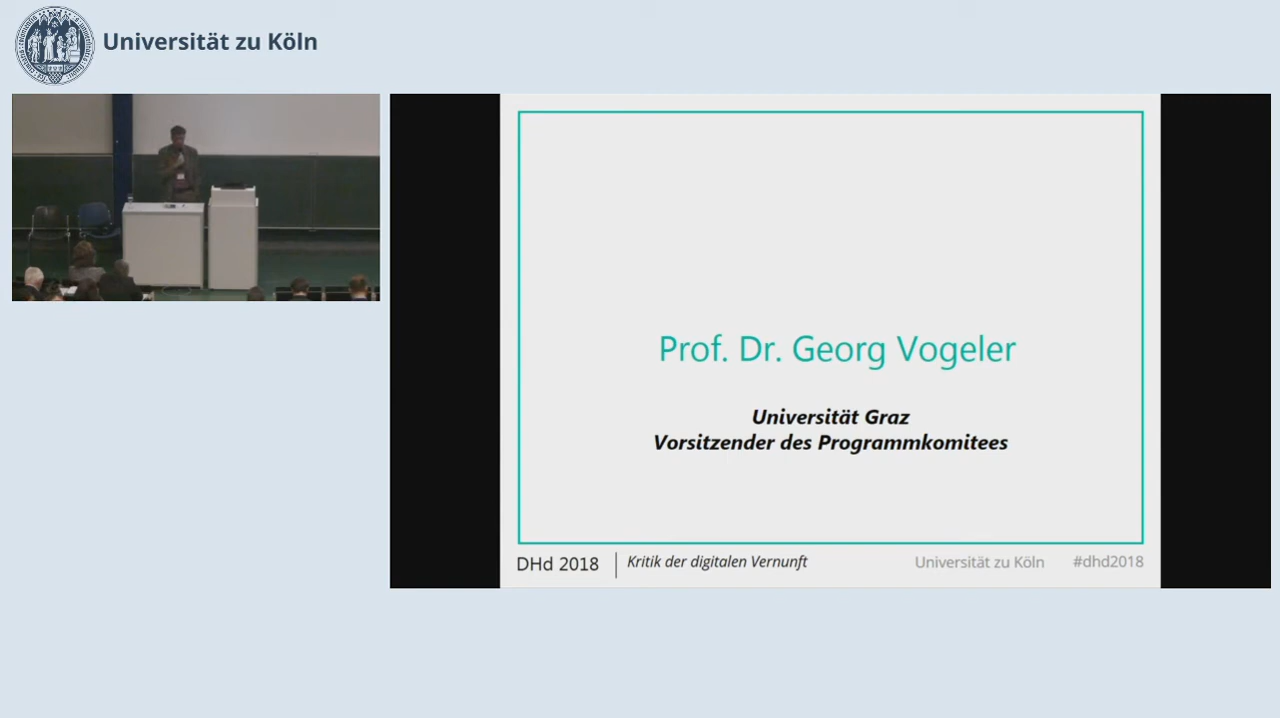 Universität zu Köln
Prof. Dr. Georg Vogeler
Universität Graz
Vorsitzender des Programmkomitees
DHd 2018 | Kritik der digitalen Vernunft
Universität zu Köln #dhd2018